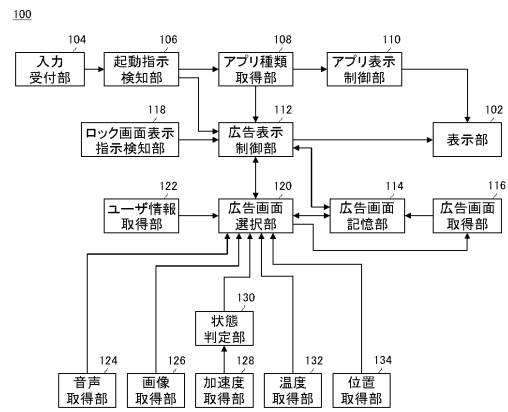 100
104
入力
受付部
106
起動指示
検知部
108
アプリ種類
取得部
110
アプリ表示
制御部
118
ロック画面表示
指示検知部
112
広告表示
制御部
102
表示部
122
ユーザ情報
取得部
120
広告画面
選択部
114
広告画面
記憶部
116
広告画面
取得部
130
状態
判定部
124
音声
取得部
126
画像
取得部
128
加速度
取得部
132
温度
取得部
134
位置
取得部